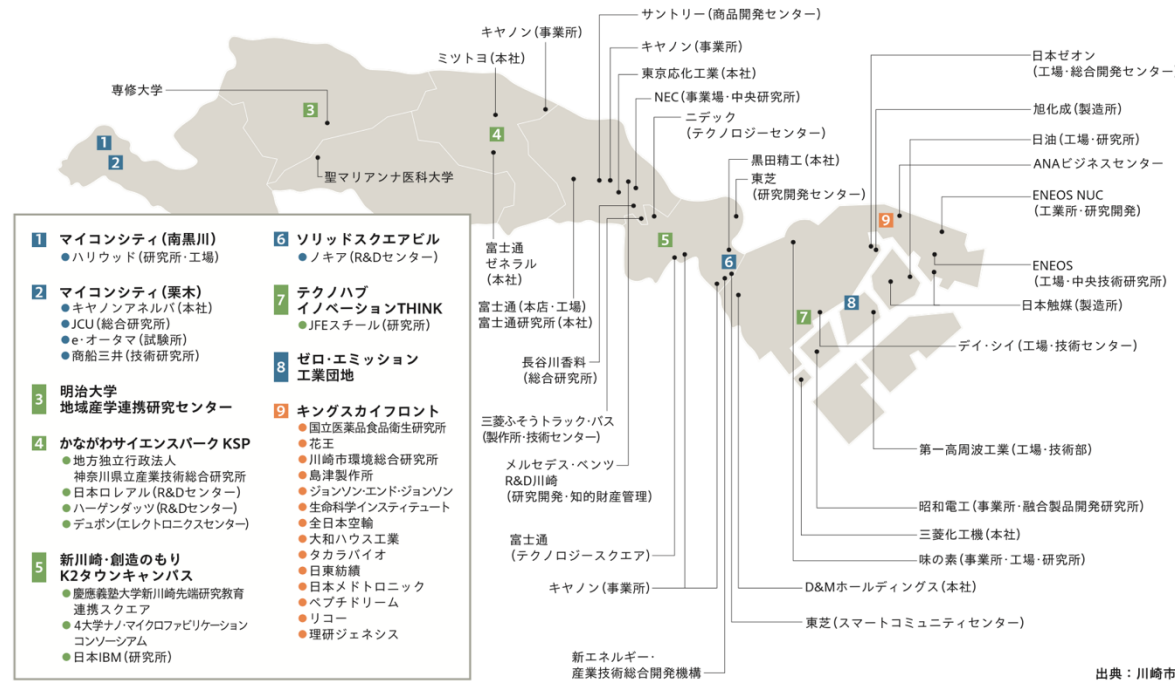 サントリー(商品開発センター)
キヤノン(事業所)
キヤノン(事業所)
ミツトヨ(本社)
東京応化工業(本社)
NEC(事業場・中央研究所)
ニデック
(テクノロジーセンター)
専修大学
黒田精工(本社)
東芝
(研究開発センター)
聖マリアンナ医科大学
日本ゼオン
(工場・総合開発センター)
旭化成(製造所)
日油(工場・研究所)
ANAビジネスセンター
ENEOS NUC
(工業所・研究開発)
ENEOS
(工場・中央技術研究所)
日本触媒(製造所)
デイ・シイ(工場・技術センター)
第一高周波工業(工場・技術部)
昭和電工(事業所・融合製品開発研究所)
三菱化工機(本社)
味の素(事業所・工場・研究所)
D&Mホールディングス(本社)
東芝(スマートコミュニティセンター)
富士通
ゼネラル
(本社)
富士通(本店・工場)
富士通研究所(本社)
長谷川香料
(総合研究所)
三菱ふそうトラック・バス
(製作所・技術センター)
メルセデス・ベンツ
R&D川崎
(研究開発・知的財産管理)
富士通
(テクノロジースクエア)
キヤノン(事業所)
新エネルギー・
産業技術総合開発機構
1
2
3
4
5
6
7
8
9
1 マイコンシティ(南黒川)
ハリウッド(研究所・工場)
2 マイコンシティ(栗木)
キヤノンアネルバ(本社)
JCU(総合研究所)
e・オータマ(試験所)
商船三井(技術研究所)
3 明治大学
地域産学連携研究センター
4 かながわサイエンスパーク KSP
地方独立行政法人
神奈川県立産業技術総合研究所
日本ロレアル(R&Dセンター)
ハーゲンダッツ(R&Dセンター)
デュポン(エレクトロニクスセンター)
5 新川崎・創造のもり
K2タウンキャンパス
慶應義塾大学新川崎先端研究教育
連携スクエア
4大学ナノ・マイクロファブリケーション
コンソーシアム
日本IBM(研究所)
6 ソリッドスクエアビル
ノキア(R&Dセンター)
7 テクノハブ
イノベーションTHINK
JFEスチール(研究所)
8 ゼロ・エミッション
工業団地
9 キングスカイフロント
国立医薬品食品衛生研究所
花王
川崎市環境総合研究所
島津製作所
ジョンソン・エンド・ジョンソン
生命科学インスティテュート
全日本空輸
大和ハウス工業
タカラバイオ
日東紡績
日本メドトロニック
ペプチドリーム
リコー
理研ジェネシス
出典：川崎市